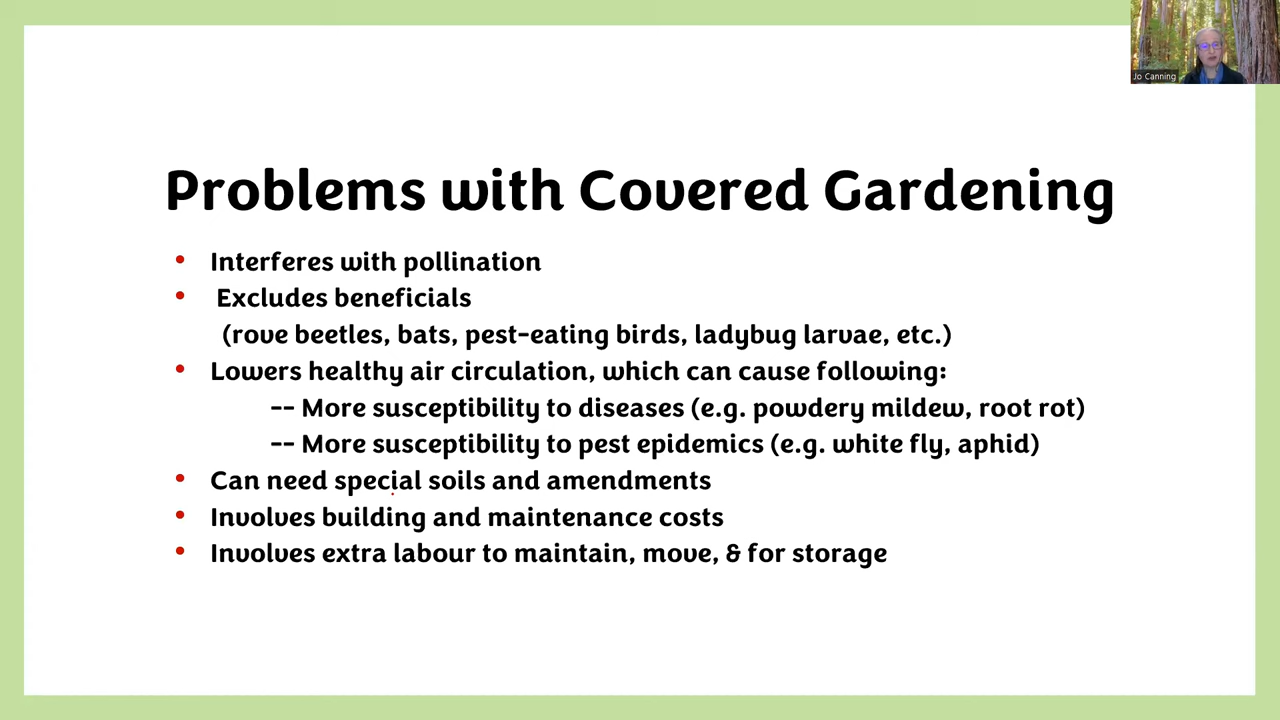 Jo Canning
Problems with Covered Gardening
• Interferes with pollination
• Excludes beneficials
(rove beetles, bats, pest-eating birds, ladybug larvae, etc.)
• Lowers healthy air circulation, which can cause following:
-- More susceptibility to diseases (e.g. powdery mildew, root rot)
-- More susceptibility to pest epidemics (e.g. white fly, aphid)
• Can need special soils and amendments
• Involves building and maintenance costs
• Involves extra labour to maintain, move, & for storage